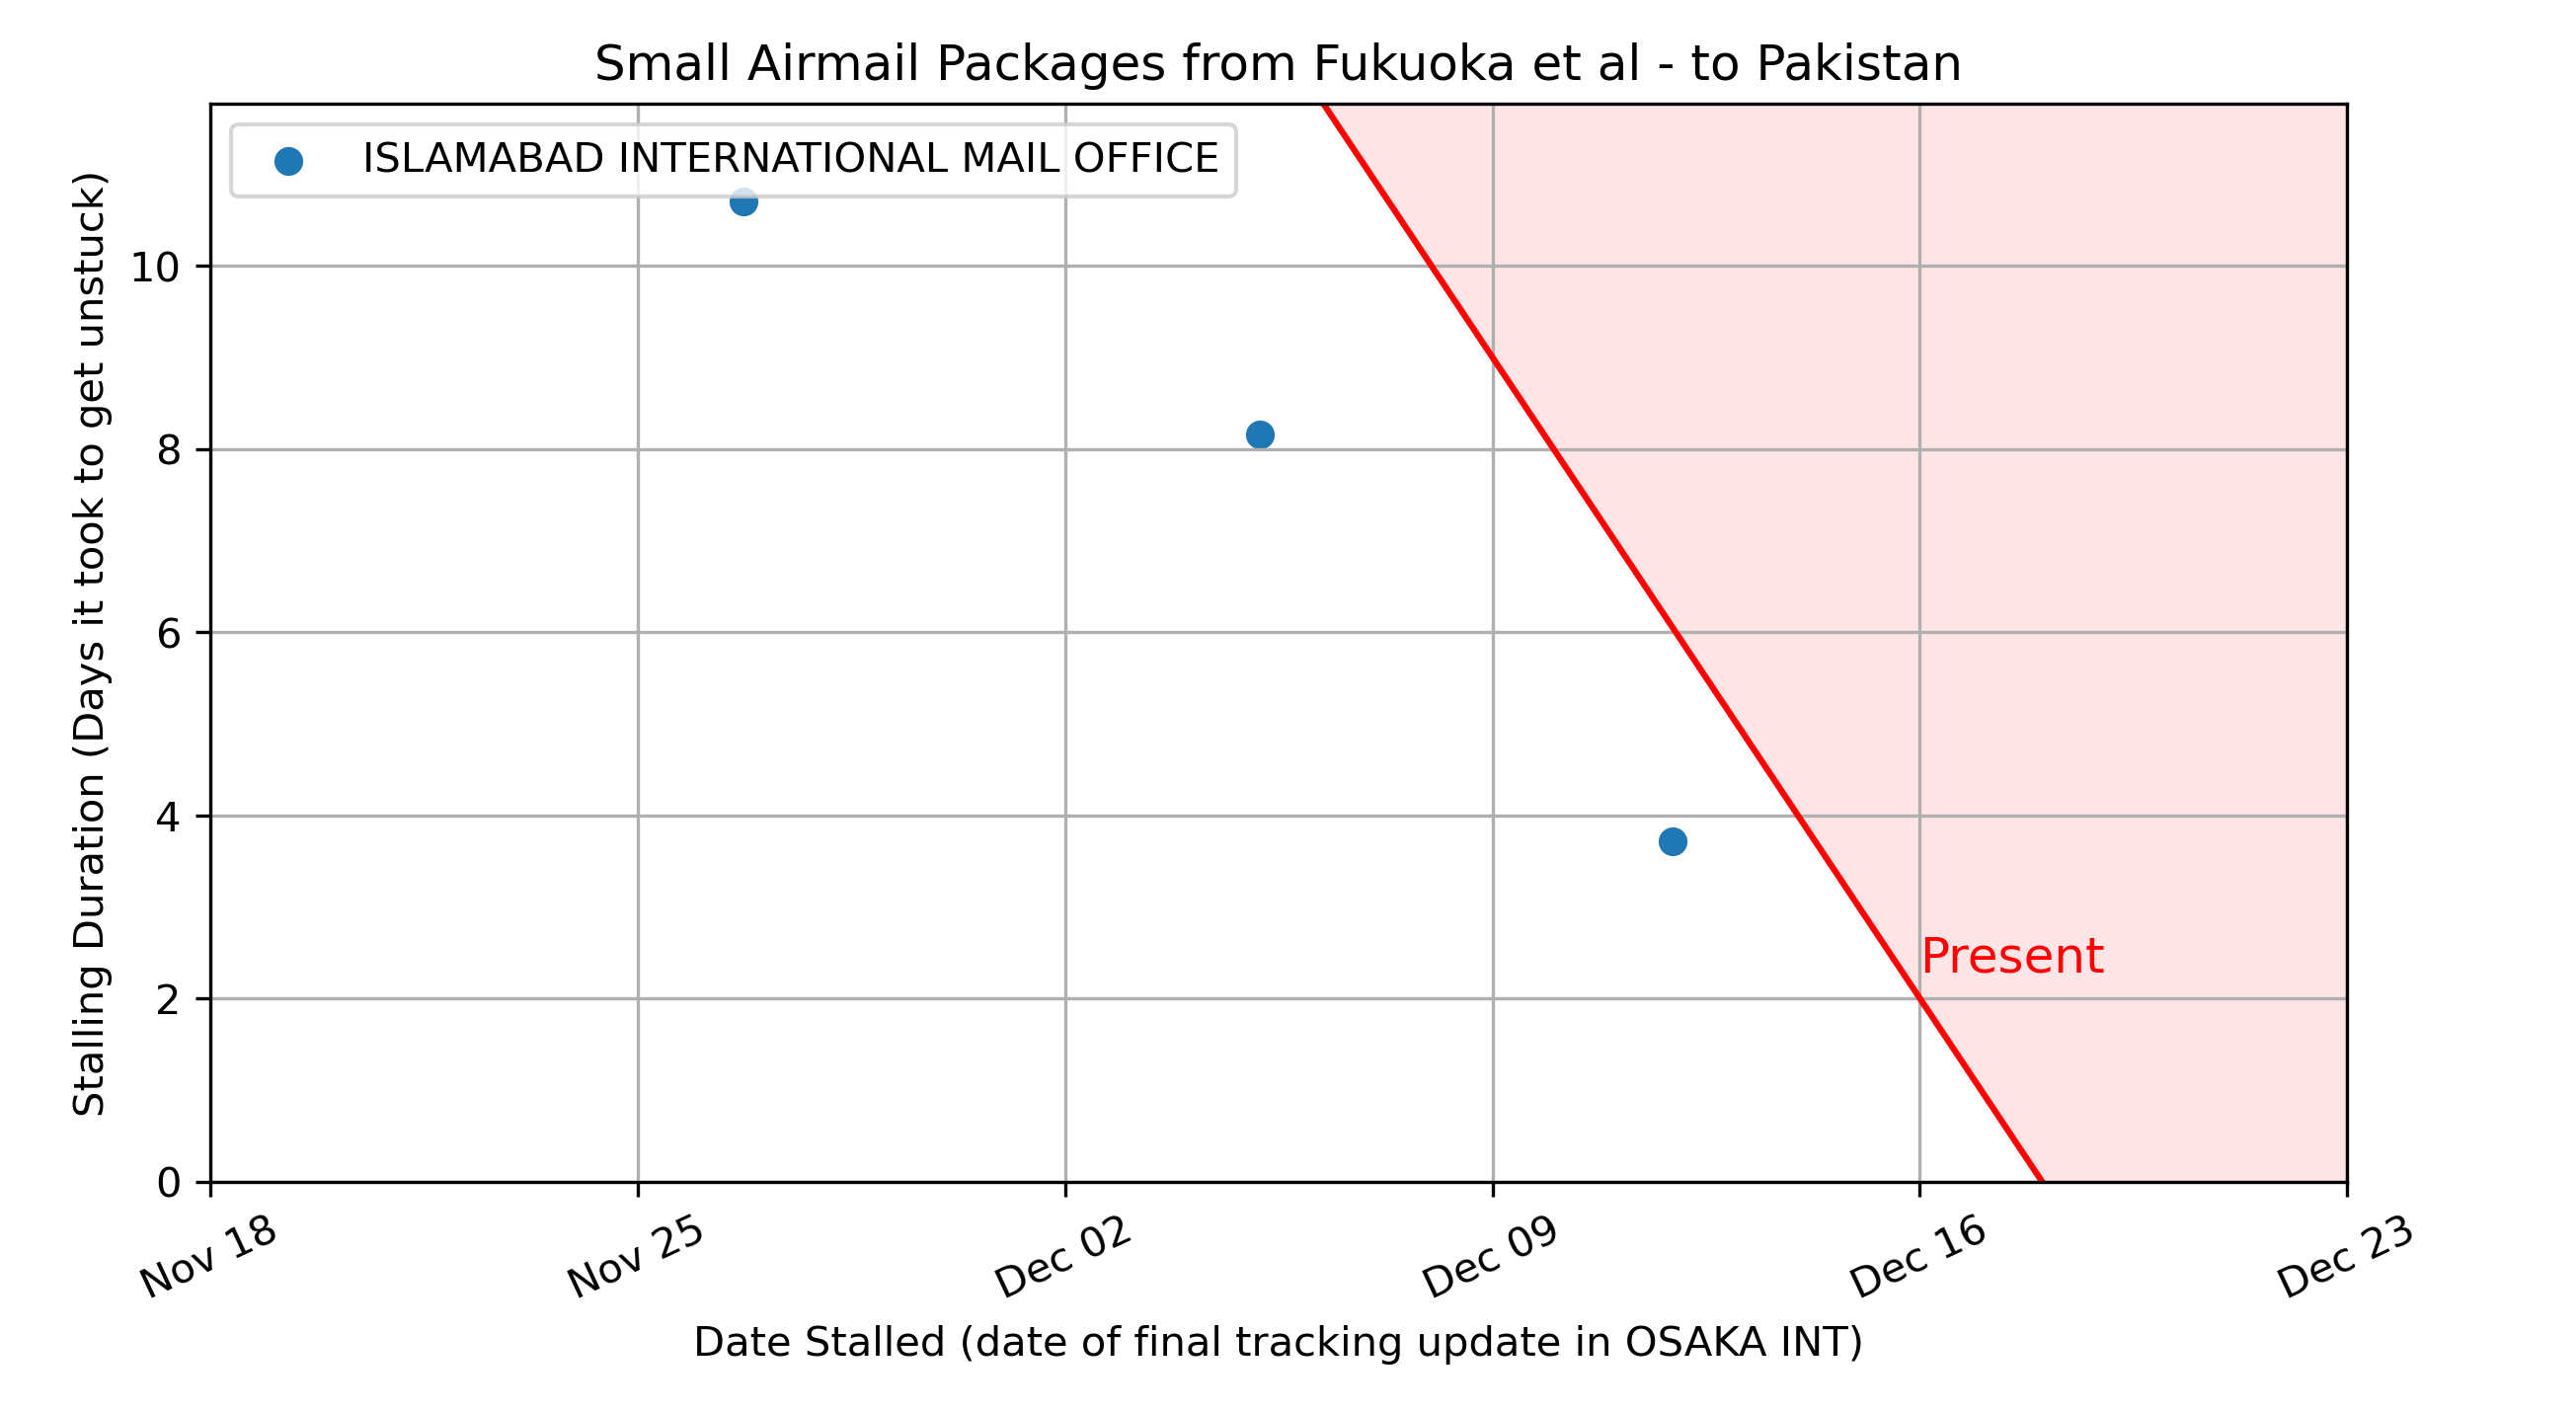 Small Airmail Packages from Fukuoka et al - to Pakistan
ISLAMABAD INTERNATIONAL MAIL OFFICE
Stalling Duration (Days it took to get unstuck)
10
8
6
4
2
0
Present
Nov 18
Nov 25
Dec 02
Dec 09
Dec 16
Dec 23
Date Stalled (date of final tracking update in OSAKA INT)